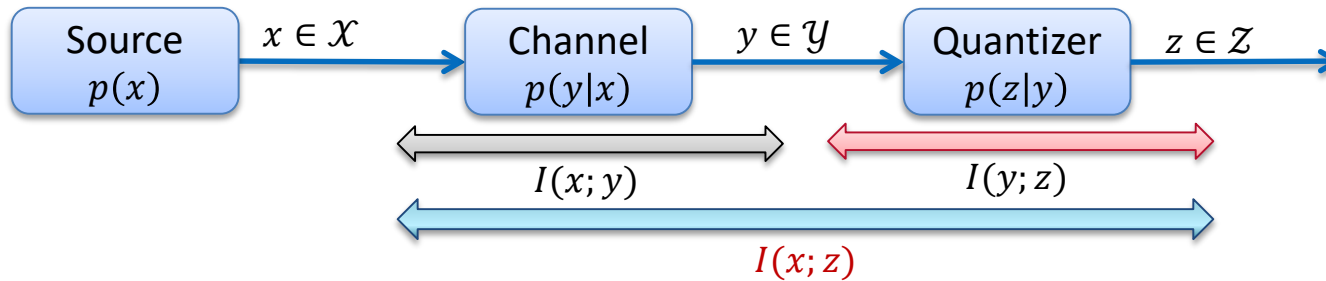 Source
p(x)
x ∈ 𝒳
Channel
p(y|x)
y ∈ 𝒴
Quantizer
p(z|y)
z ∈ 𝒵
I(x; y)
I(y; z)
I(x; z)